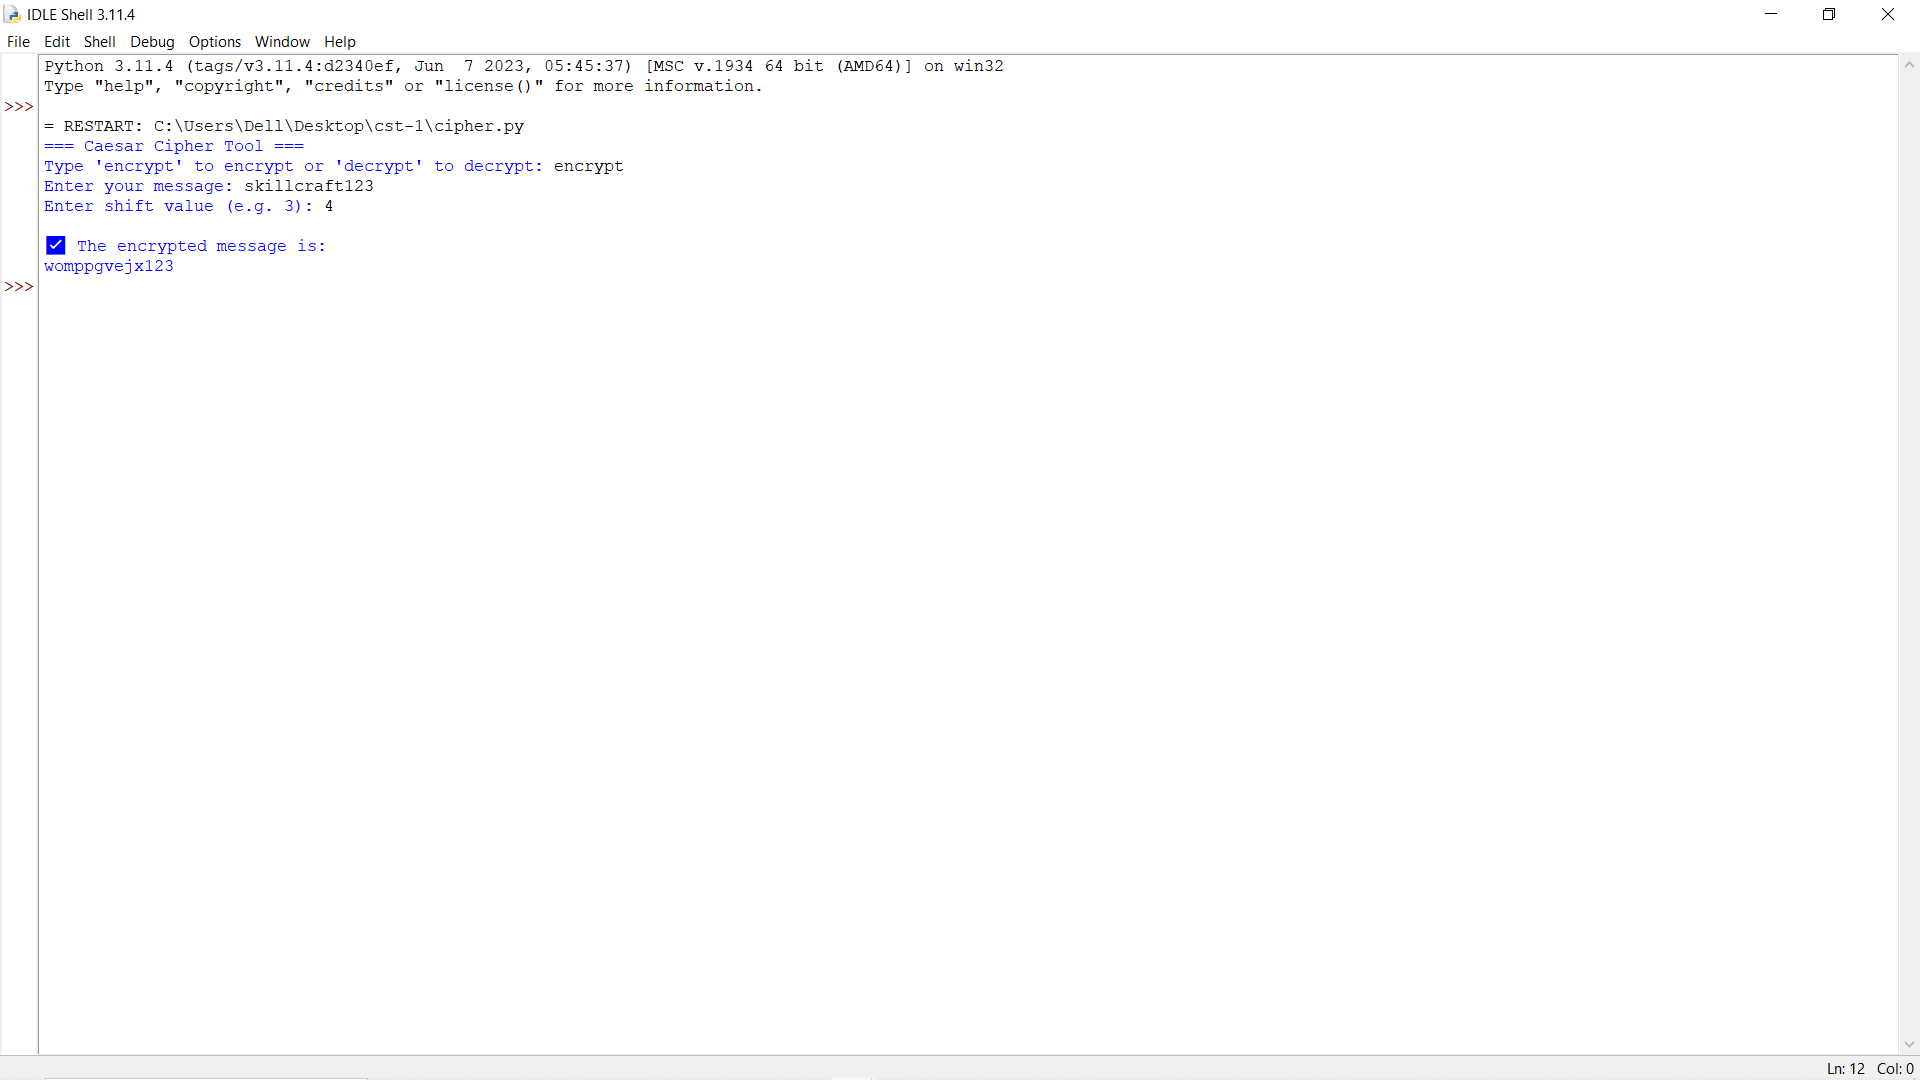 IDLE Shell 3.11.4
File Edit Shell Debug Options Window Help
Python 3.11.4 (tags/v3.11.4:d2340ef, Jun  7 2023, 05:45:37) [MSC v.1934 64 bit (AMD64)] on win32
Type "help", "copyright", "credits" or "license()" for more information.
>>>
= RESTART: C:\Users\Dell\Desktop\cst-1\cipher.py
=== Caesar Cipher Tool ===
Type 'encrypt' to encrypt or 'decrypt' to decrypt: encrypt
Enter your message: skillcraft123
Enter shift value (e.g. 3): 4
✅ The encrypted message is:
womppgvejx123
>>>
Ln: 12 Col: 0